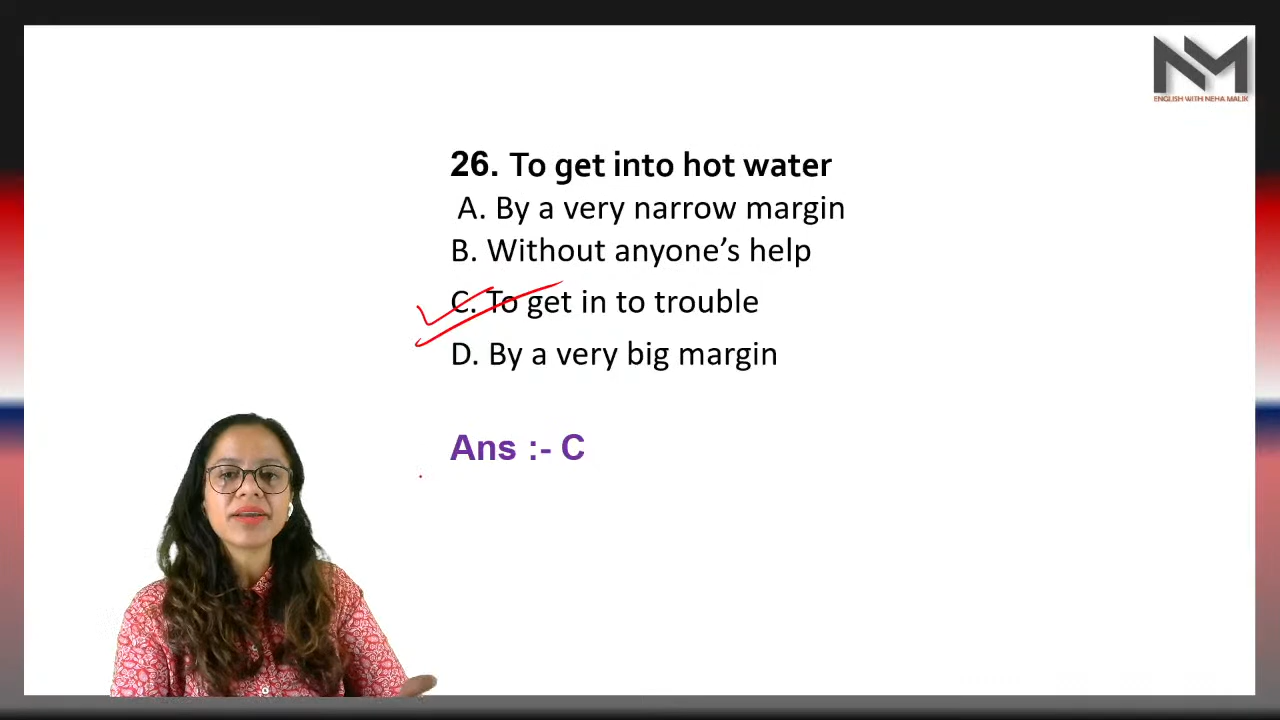 ENGLISH WITH NEHA MALIK
26. To get into hot water
A. By a very narrow margin
B. Without anyone’s help
C. To get in to trouble
D. By a very big margin
Ans :- C